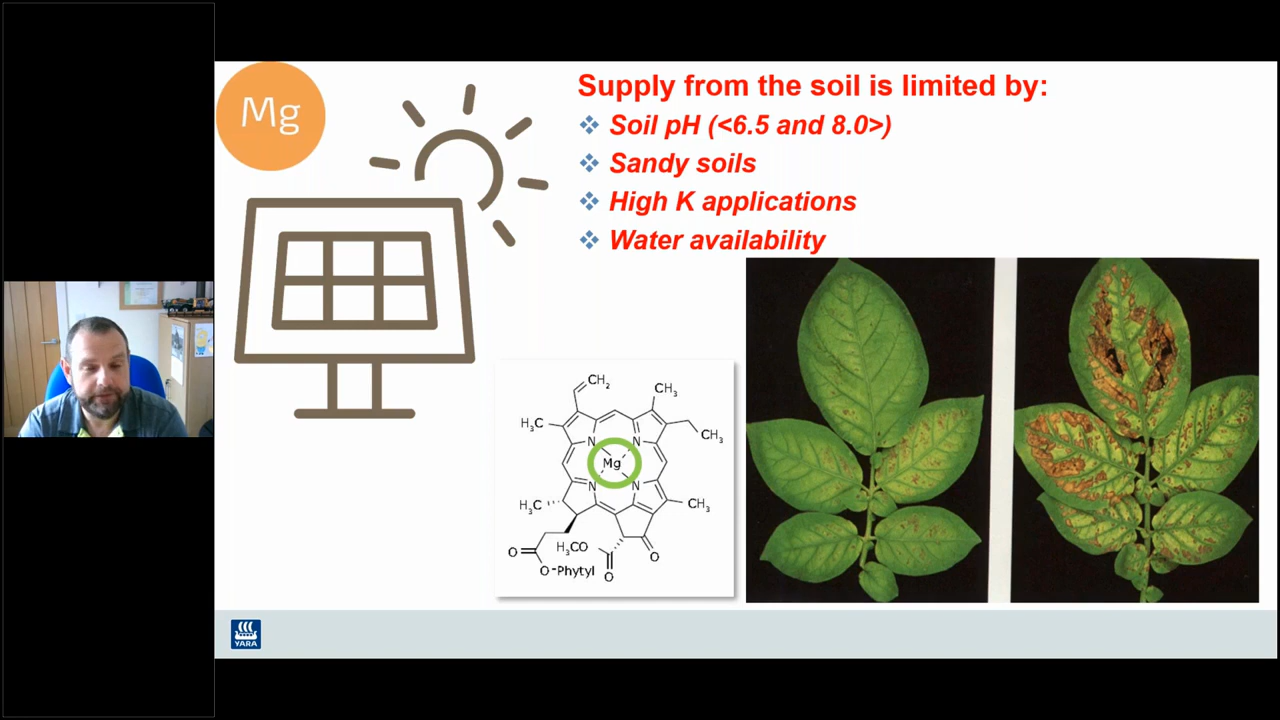 Mg
Supply from the soil is limited by:
Soil pH (<6.5 and 8.0>)
Sandy soils
High K applications
Water availability
CH₂
CH₃
H₃C
CH₃
N
N
Mg
N
N
H₃C
CH₃
H₃CO
O
O
O-Phytyl
O
YARA